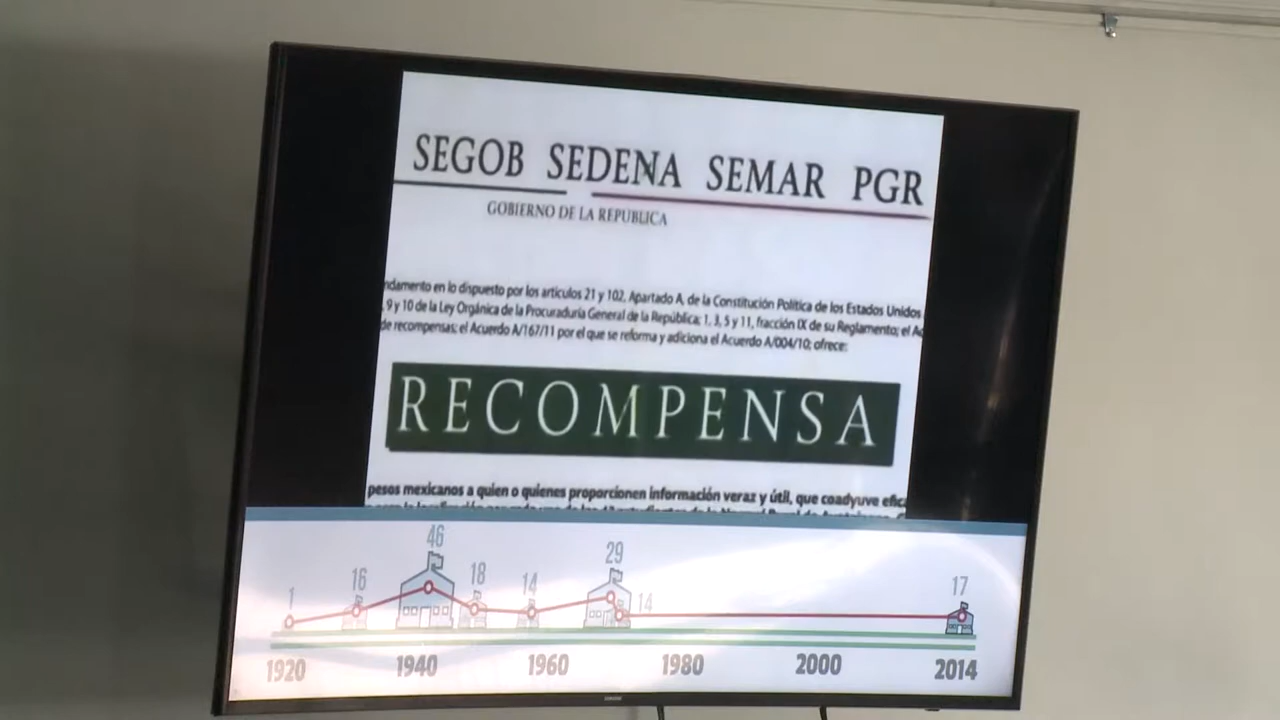 SEGOB SEDENA SEMAR PGR
GOBIERNO DE LA REPUBLICA
ndamento en lo dispuesto por los artículos 21 y 102, Apartado A, de la Constitución Política de los Estados Unidos
, 9 y 10 de la Ley Orgánica de la Procuraduría General de la República; 1, 3, 5 y 11, fracción IX de su Reglamento; el Ac
de recompensas; el Acuerdo A/167/11 por el que se reforma y adiciona el Acuerdo A/004/10; ofrece:
RECOMPENSA
pesos mexicanos a quien o quienes proporcionen información veraz y útil, que coadyuve efica
1 16 46 18 14 29 14 17
1920 1940 1960 1980 2000 2014